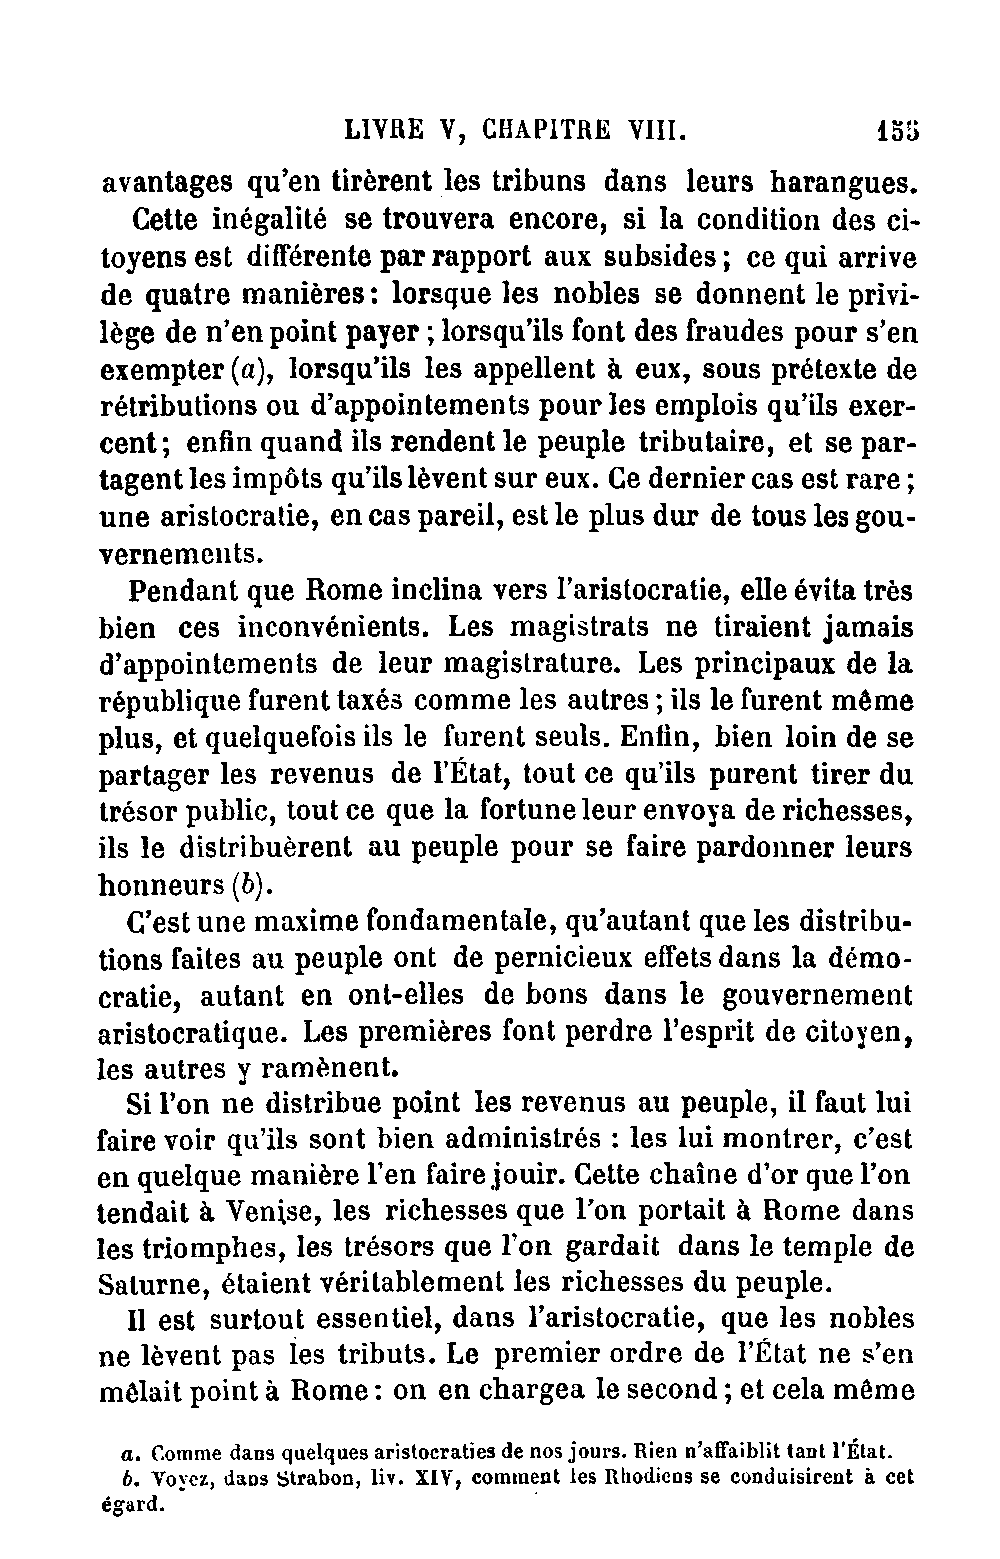 LIVRE V, CHAPITRE VIII. 155
avantages qu'en tirèrent les tribuns dans leurs harangues.
Cette inégalité se trouvera encore, si la condition des ci-
toyens est différente par rapport aux subsides ; ce qui arrive
de quatre manières : lorsque les nobles se donnent le privi-
lège de n'en point payer ; lorsqu'ils font des fraudes pour s'en
exempter (a), lorsqu'ils les appellent à eux, sous prétexte de
rétributions ou d'appointements pour les emplois qu'ils exer-
cent ; enfin quand ils rendent le peuple tributaire, et se par-
tagent les impôts qu'ils lèvent sur eux. Ce dernier cas est rare ;
une aristocratie, en cas pareil, est le plus dur de tous les gou-
vernements.
Pendant que Rome inclina vers l'aristocratie, elle évita très
bien ces inconvénients. Les magistrats ne tiraient jamais
d'appointements de leur magistrature. Les principaux de la
république furent taxés comme les autres ; ils le furent même
plus, et quelquefois ils le furent seuls. Enfin, bien loin de se
partager les revenus de l'État, tout ce qu'ils purent tirer du
trésor public, tout ce que la fortune leur envoya de richesses,
ils le distribuèrent au peuple pour se faire pardonner leurs
honneurs (b).
C'est une maxime fondamentale, qu'autant que les distribu-
tions faites au peuple ont de pernicieux effets dans la démo-
cratie, autant en ont-elles de bons dans le gouvernement
aristocratique. Les premières font perdre l'esprit de citoyen,
les autres y ramènent.
Si l'on ne distribue point les revenus au peuple, il faut lui
faire voir qu'ils sont bien administrés : les lui montrer, c'est
en quelque manière l'en faire jouir. Cette chaîne d'or que l'on
tendait à Venise, les richesses que l'on portait à Rome dans
les triomphes, les trésors que l'on gardait dans le temple de
Saturne, étaient véritablement les richesses du peuple.
Il est surtout essentiel, dans l'aristocratie, que les nobles
ne lèvent pas les tributs. Le premier ordre de l'État ne s'en
mêlait point à Rome : on en chargea le second ; et cela même
a. Comme dans quelques aristocraties de nos jours. Rien n'affaiblit tant l'État.
b. Voyez, dans Strabon, liv. XIV, comment les Rhodiens se conduisirent à cet
égard.